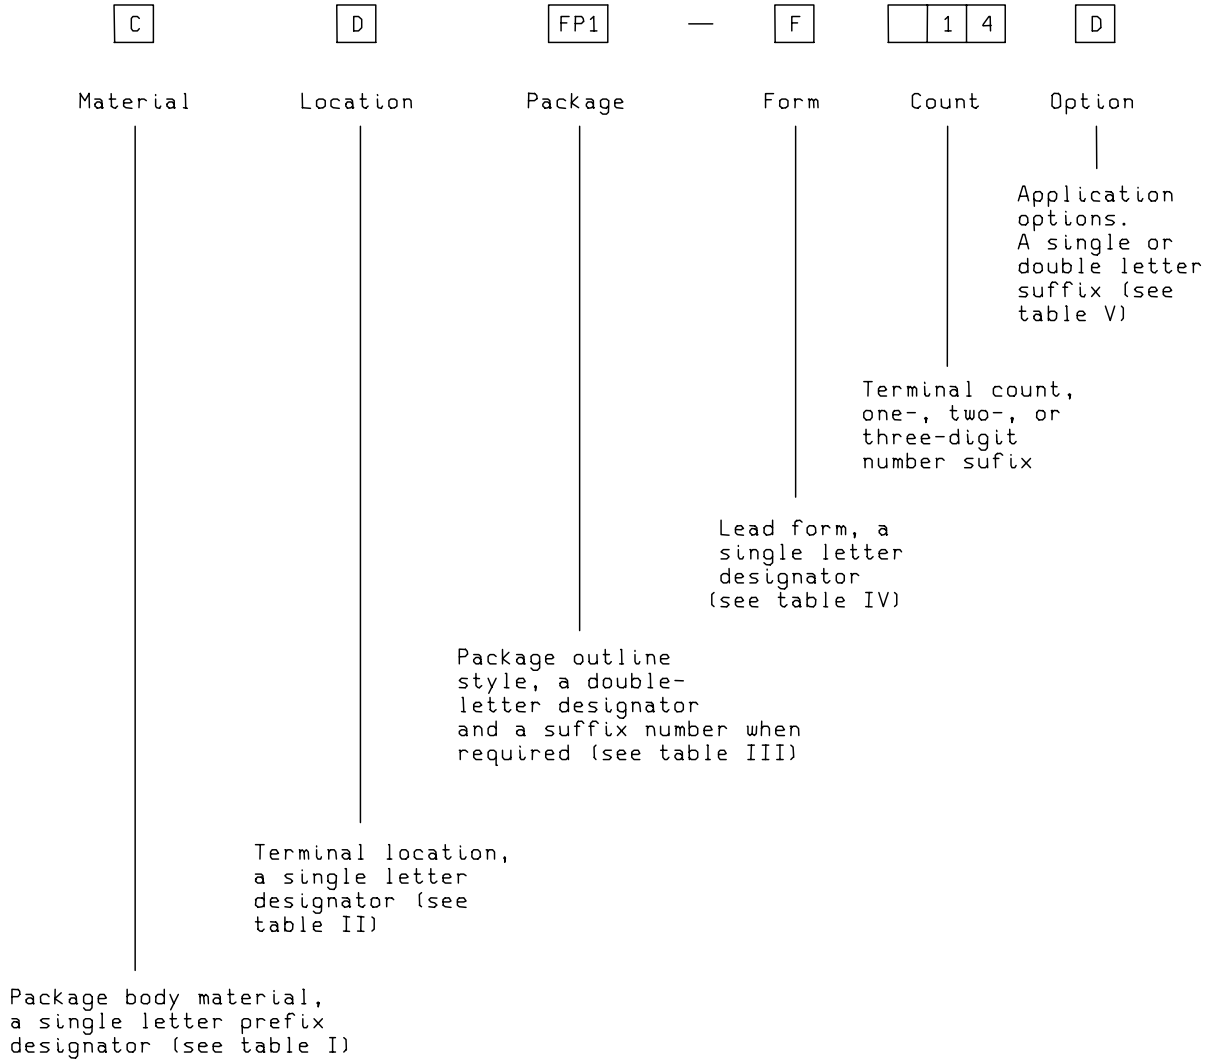 C D FP1 — F 1 4 D
Material Location Package Form Count Option
Application
options.
A single or
double letter
suffix (see
table V)
Terminal count,
one-, two-, or
three-digit
number sufix
Lead form, a
single letter
designator
(see table IV)
Package outline
style, a double-
letter designator
and a suffix number when
required (see table III)
Terminal location,
a single letter
designator (see
table II)
Package body material,
a single letter prefix
designator (see table I)